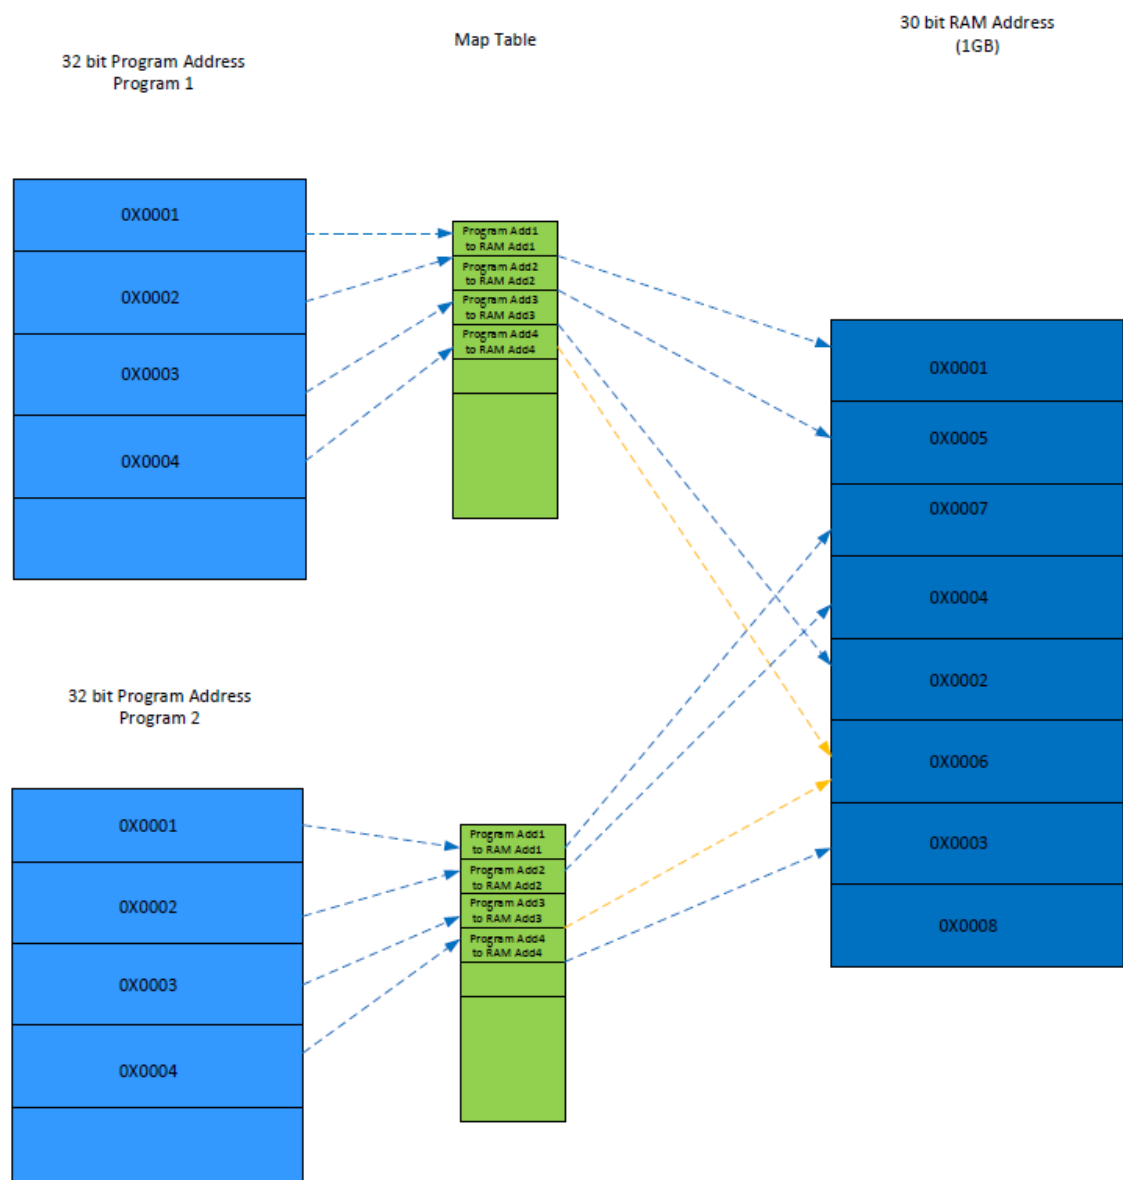 30 bit RAM Address
(1GB)
Map Table
32 bit Program Address
Program 1
0X0001
0X0002
0X0003
0X0004
Program Add1
to RAM Add1
Program Add2
to RAM Add2
Program Add3
to RAM Add3
Program Add4
to RAM Add4
0X0001
0X0005
0X0007
0X0004
0X0002
0X0006
0X0003
0X0008
32 bit Program Address
Program 2
0X0001
0X0002
0X0003
0X0004
Program Add1
to RAM Add1
Program Add2
to RAM Add2
Program Add3
to RAM Add3
Program Add4
to RAM Add4